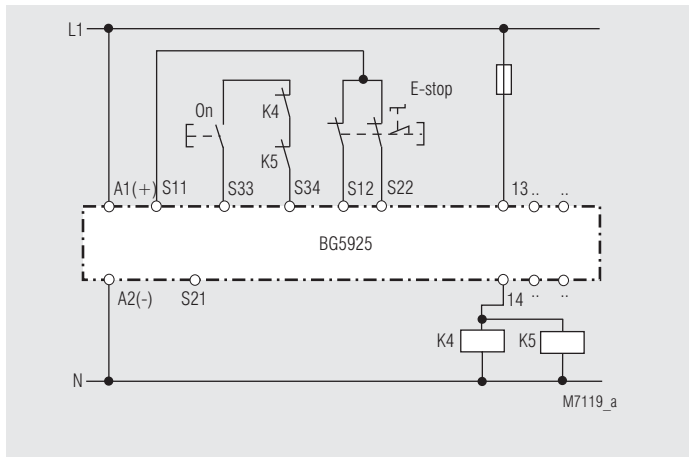 L1
E-stop
On
K4
K5
A1(+) S11 S33 S34 S12 S22 13 .. ..
BG5925
A2(-) S21 14 .. ..
K4 K5
N
M7119_a